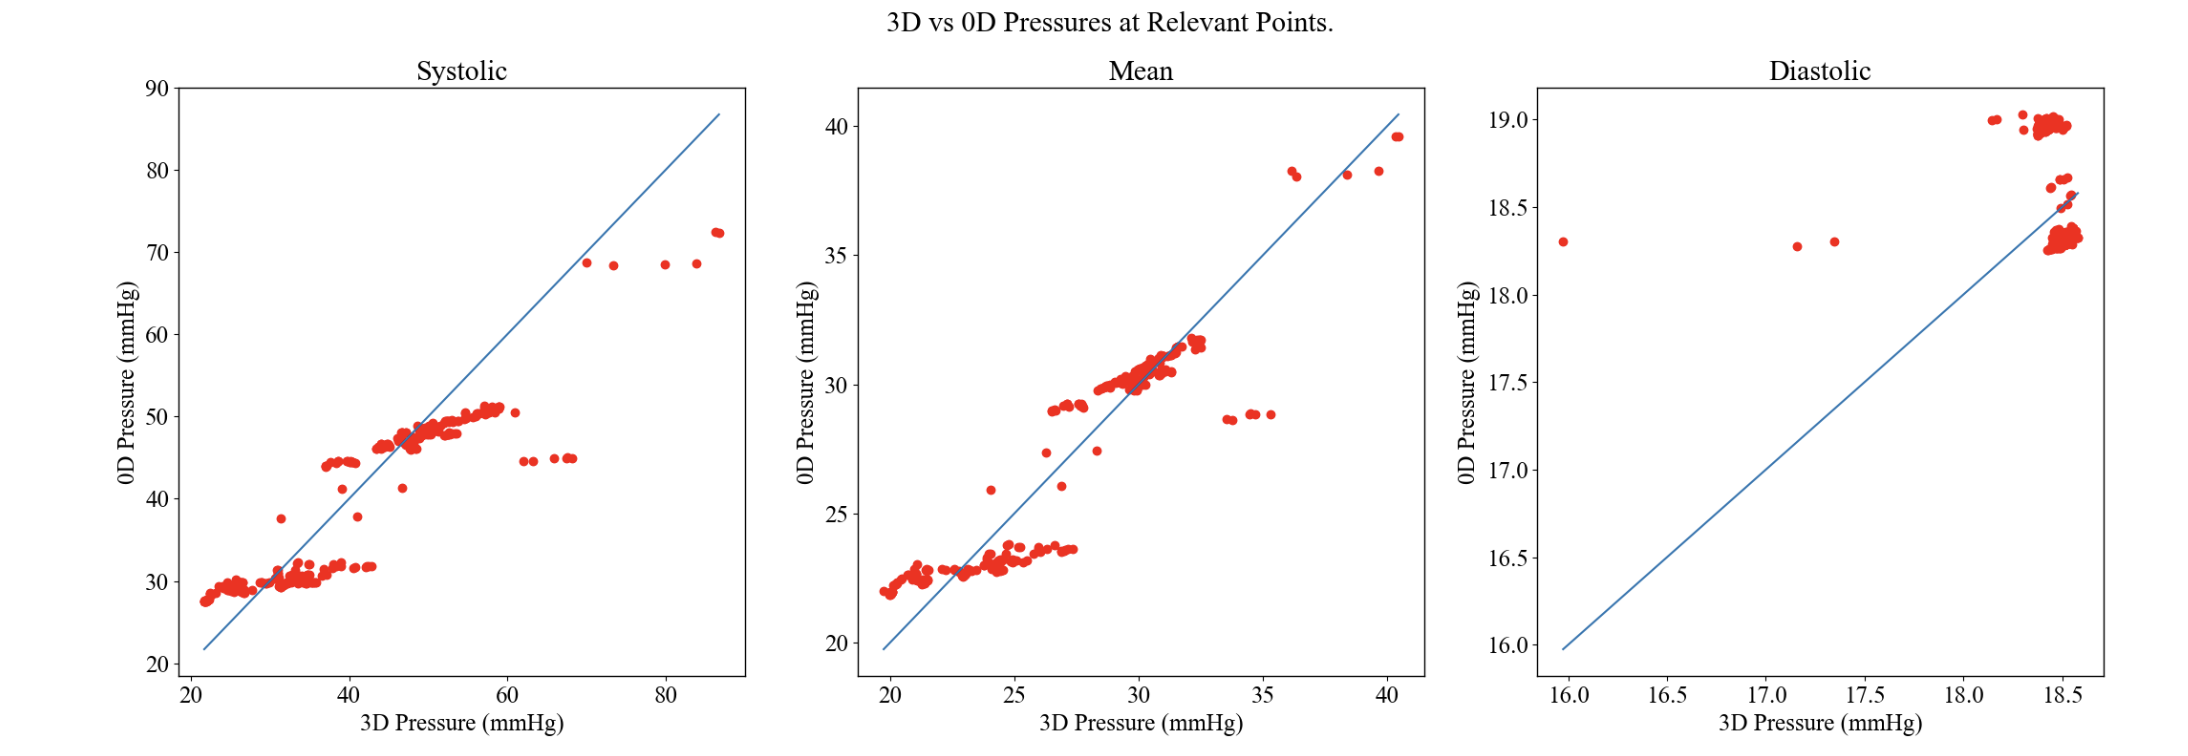 3D vs 0D Pressures at Relevant Points.
Systolic
90
80
70
60
50
40
30
20
0D Pressure (mmHg)
20 40 60 80
3D Pressure (mmHg)
Mean
40
35
30
25
20
0D Pressure (mmHg)
20 25 30 35 40
3D Pressure (mmHg)
Diastolic
19.0
18.5
18.0
17.5
17.0
16.5
16.0
0D Pressure (mmHg)
16.0 16.5 17.0 17.5 18.0 18.5
3D Pressure (mmHg)